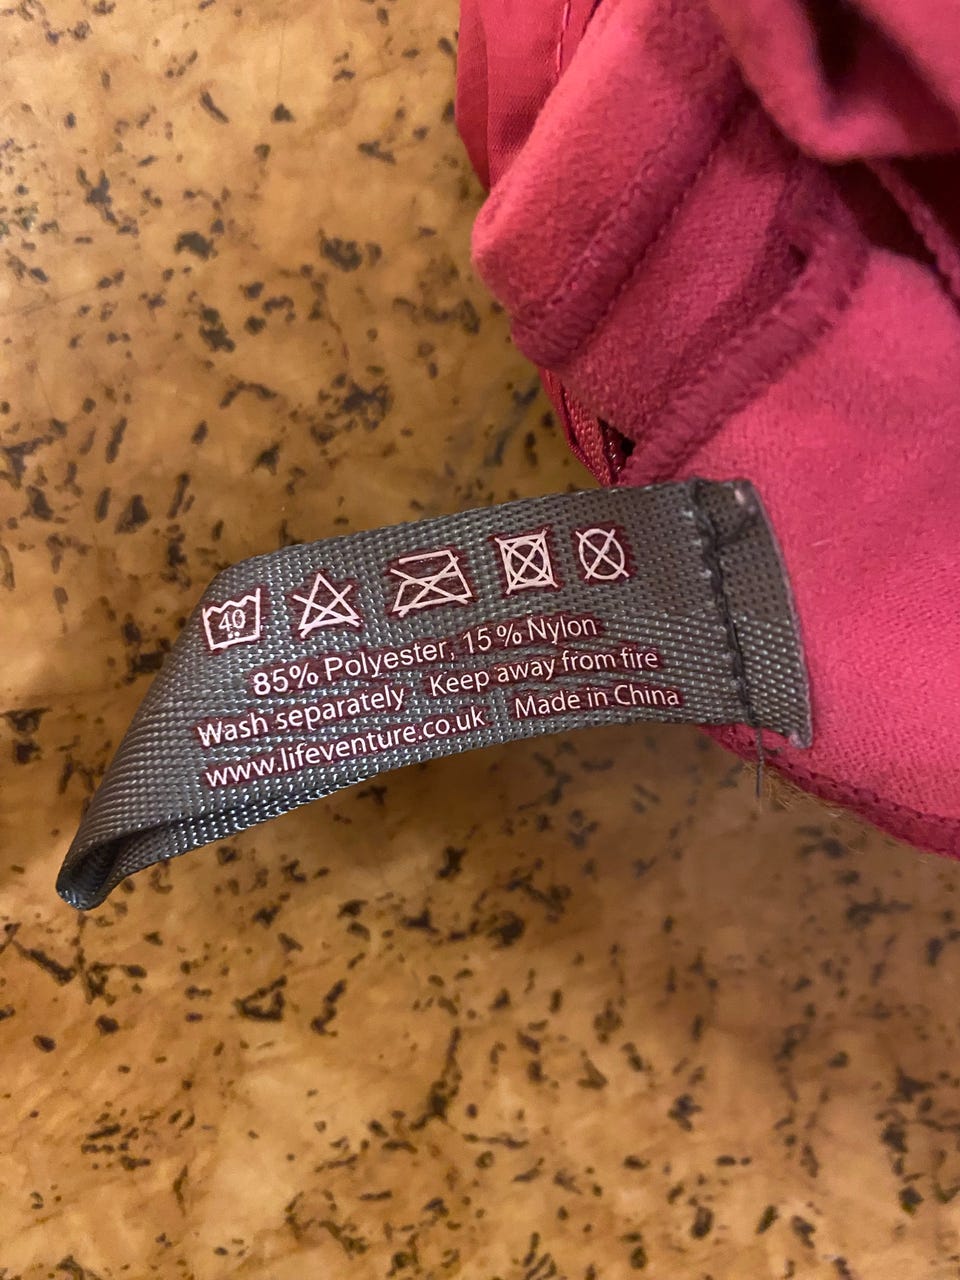 40
85% Polyester, 15% Nylon
Wash separately Keep away from fire
www.lifeventure.co.uk Made in China